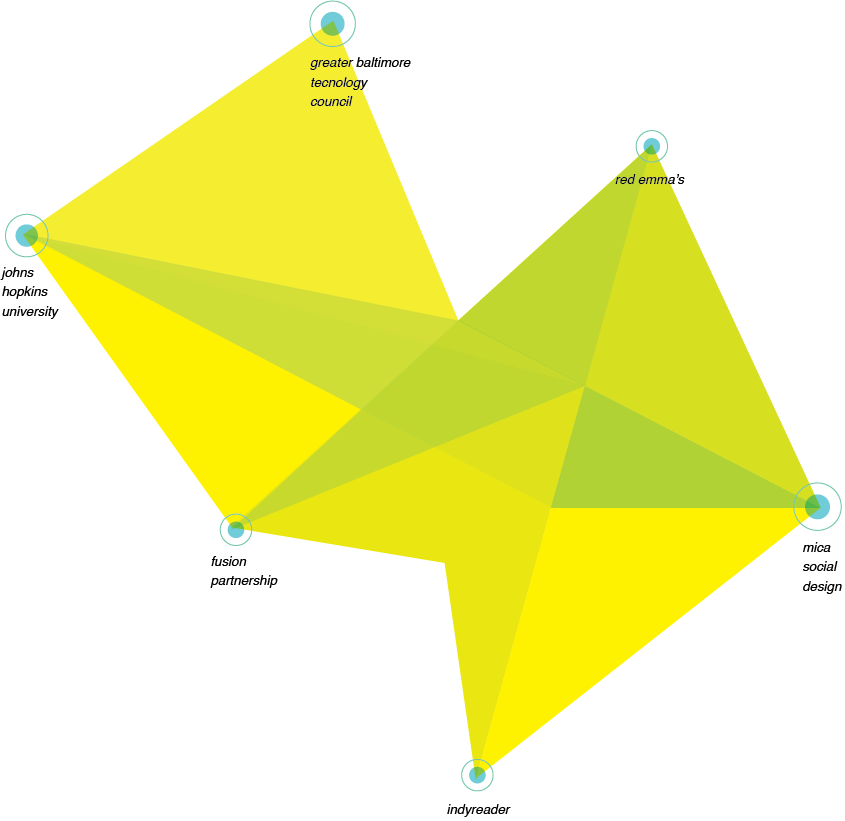 greater baltimore
tecnology
council
red emma's
johns
hopkins
university
fusion
partnership
mica
social
design
indyreader